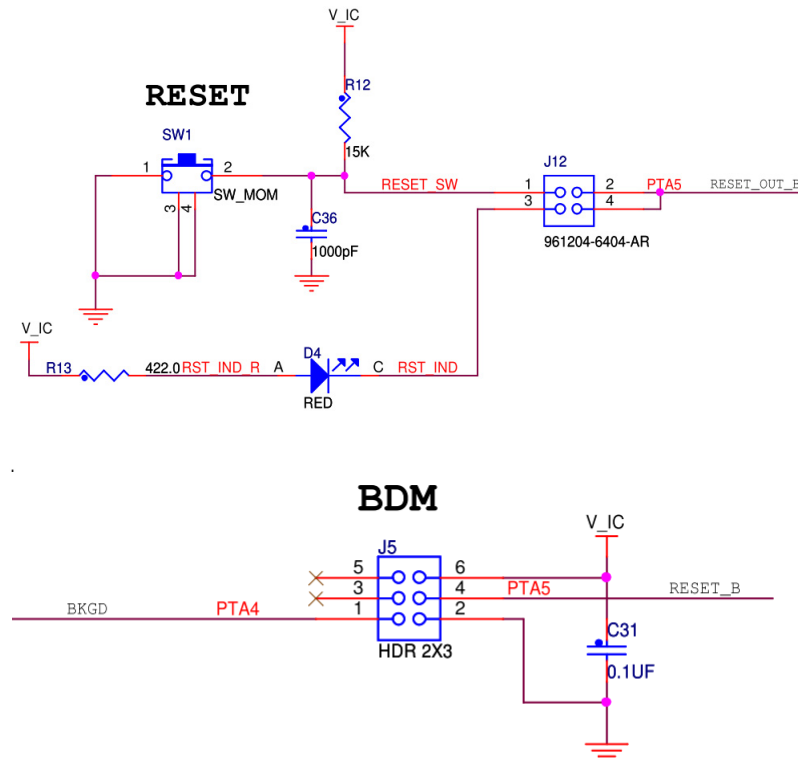 V_IC
R12
RESET
SW1
15K
1
2
SW_MOM
3
4
C36
1000pF
RESET_SW
J12
1
2
3
4
PTA5
RESET_OUT_B
961204-6404-AR
V_IC
R13
422.0
RST_IND_R
A
D4
C
RST_IND
RED
.
BDM
V_IC
J5
5
6
3
4
1
2
PTA5
RESET_B
BKGD
PTA4
HDR 2X3
C31
0.1UF